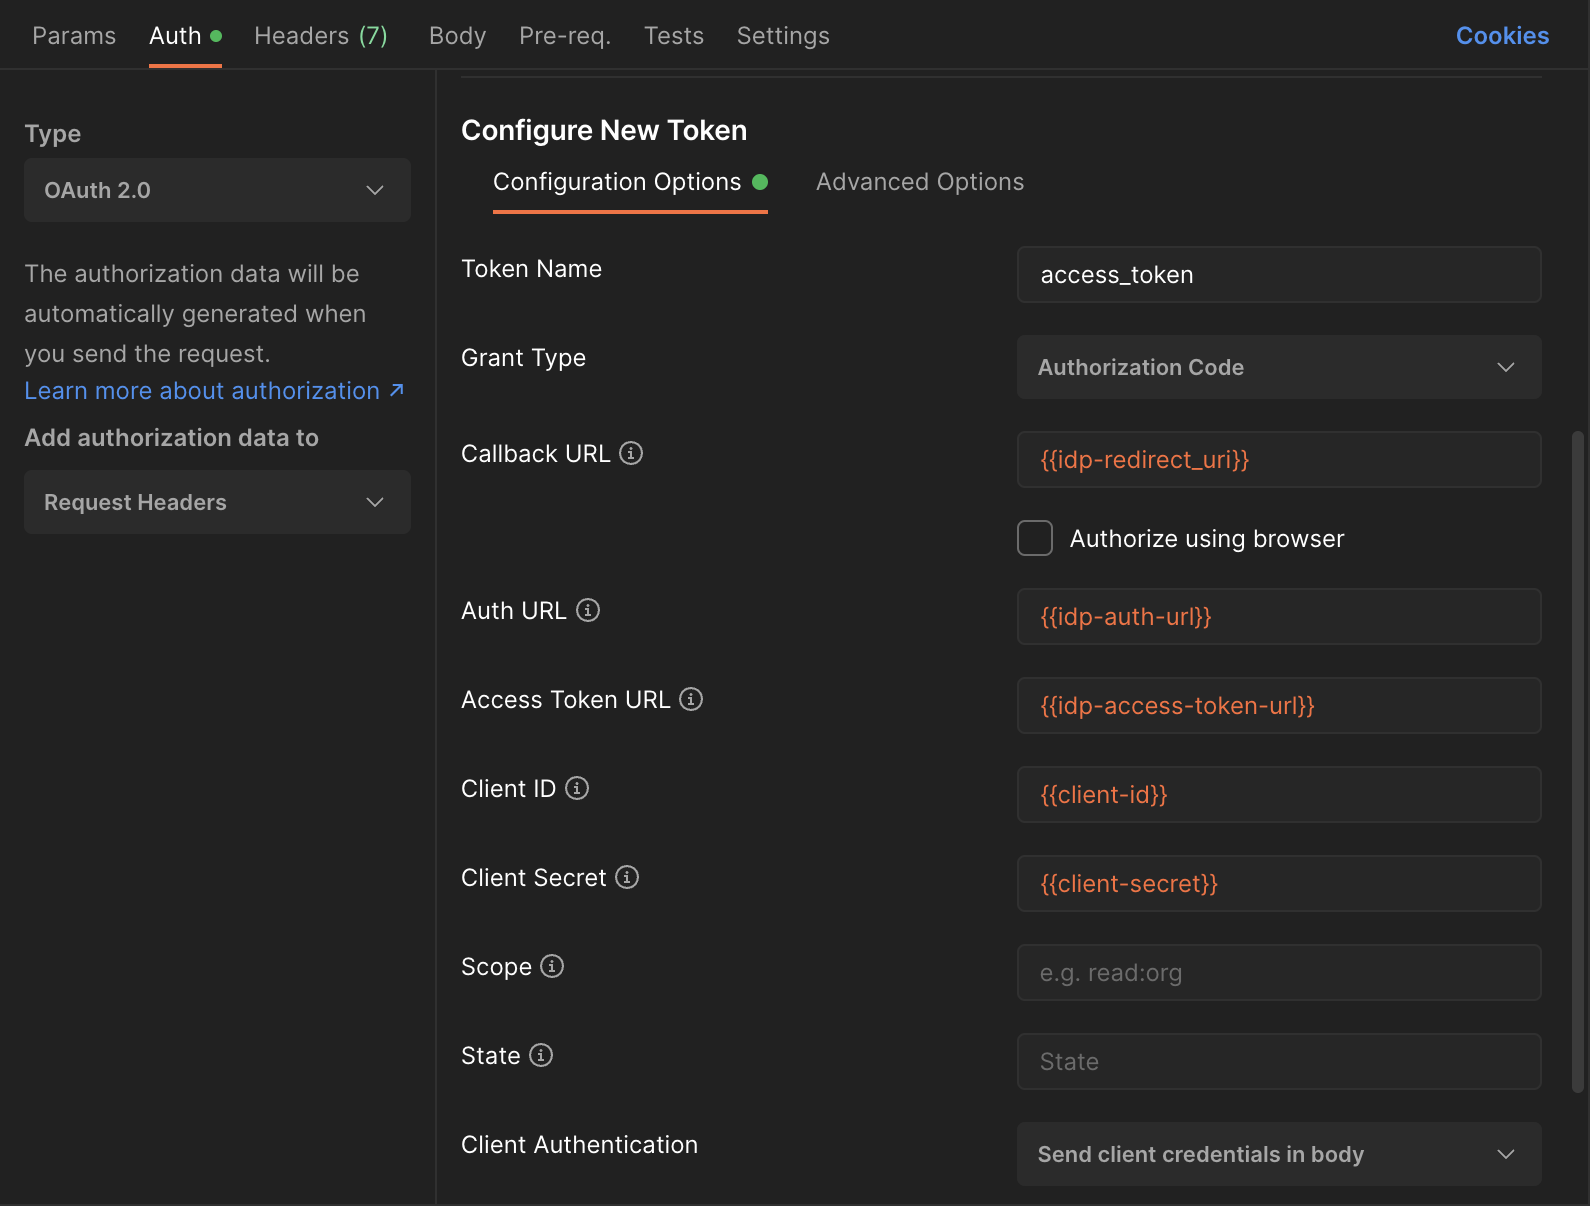 Params Auth Headers (7) Body Pre-req. Tests Settings Cookies
Type
OAuth 2.0
The authorization data will be
automatically generated when
you send the request.
Learn more about authorization ↗
Add authorization data to
Request Headers
Configure New Token
Configuration Options Advanced Options
Token Name access_token
Grant Type Authorization Code
Callback URL {{idp-redirect_uri}}
Authorize using browser
Auth URL {{idp-auth-url}}
Access Token URL {{idp-access-token-url}}
Client ID {{client-id}}
Client Secret {{client-secret}}
Scope e.g. read:org
State State
Client Authentication Send client credentials in body